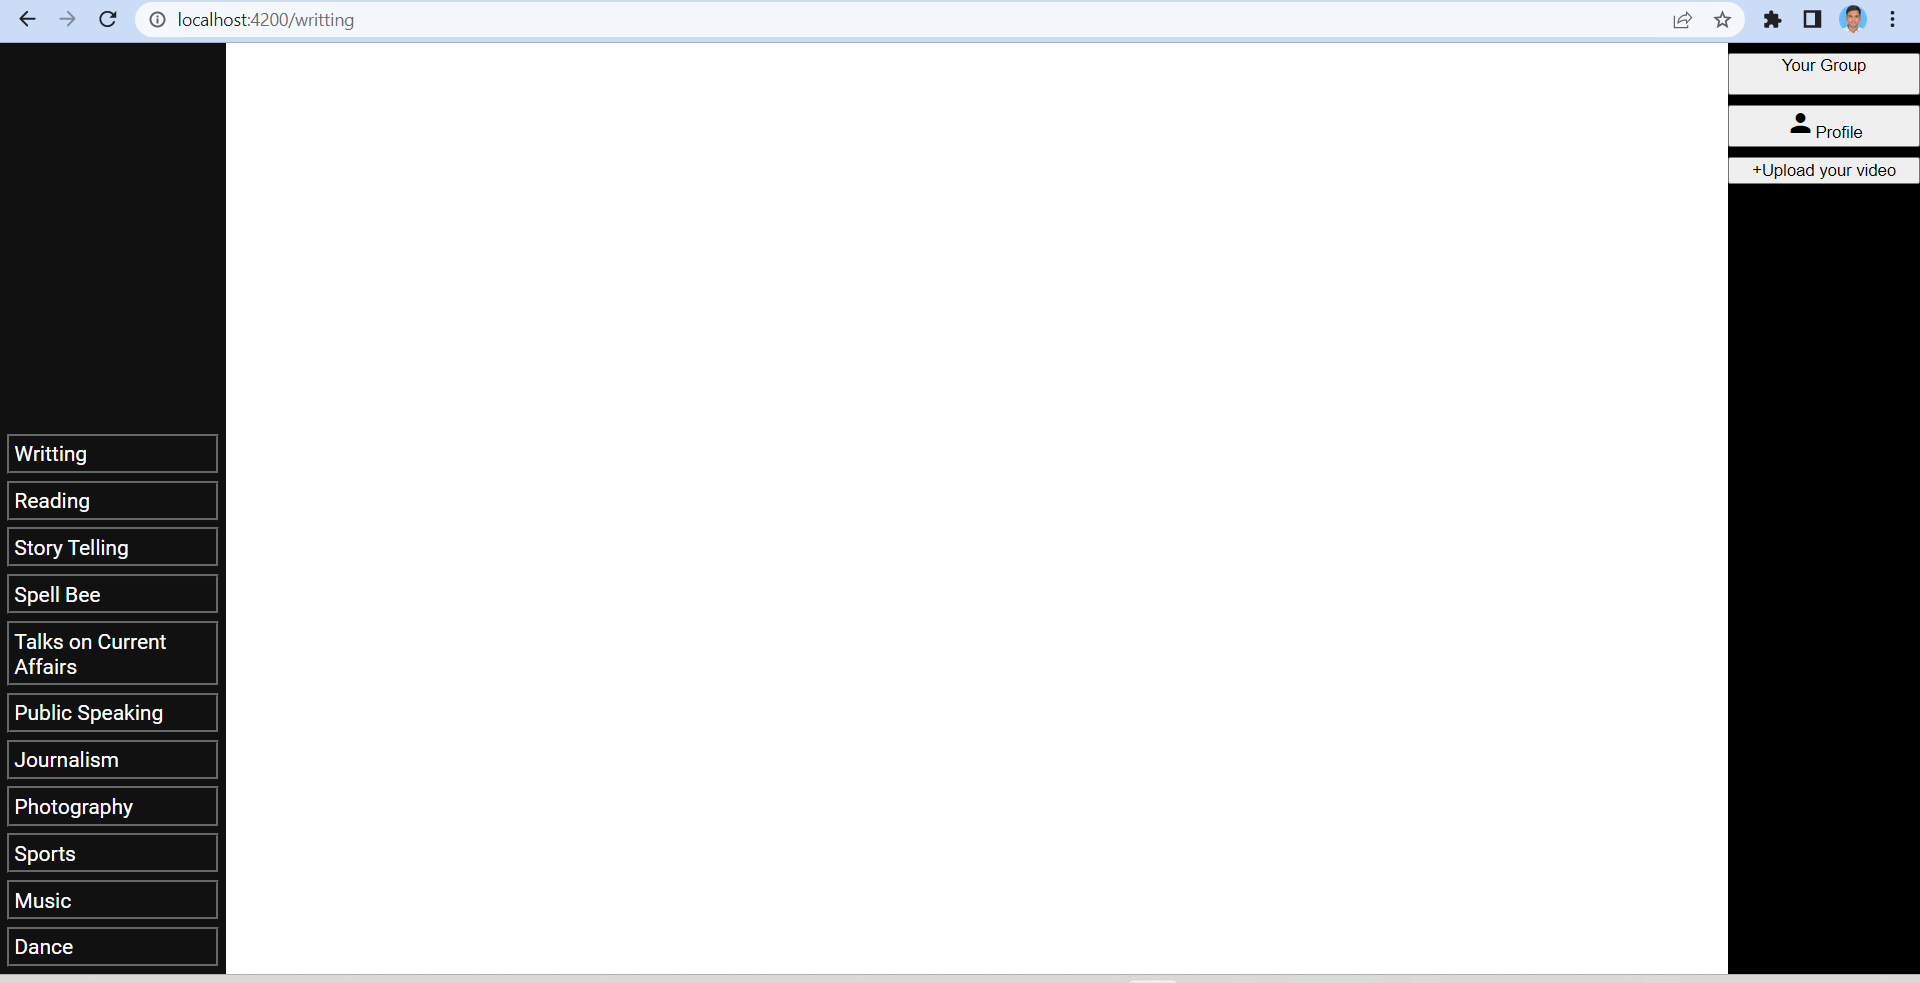 localhost:4200/writting
Your Group
Profile
+Upload your video
Writting
Reading
Story Telling
Spell Bee
Talks on Current
Affairs
Public Speaking
Journalism
Photography
Sports
Music
Dance